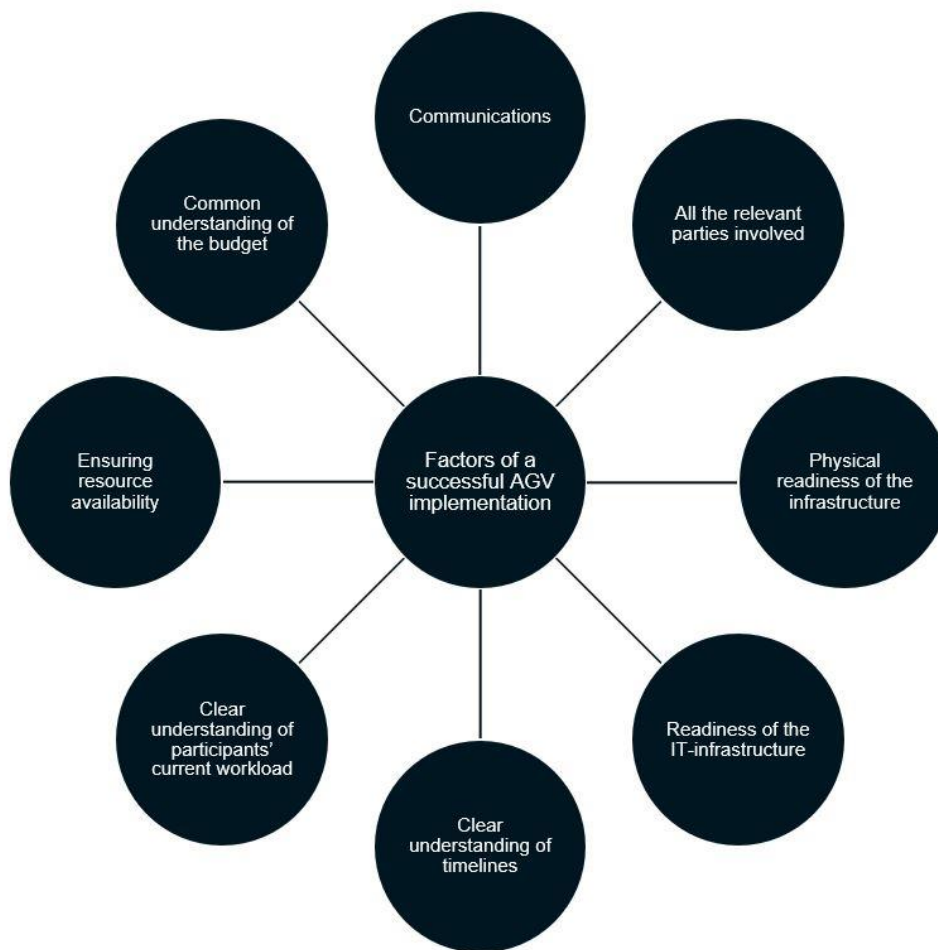 Communications
All the relevant
parties involved
Physical
readiness of the
infrastructure
Readiness of the
IT-infrastructure
Clear
understanding of
timelines
Clear
understanding of
participants’
current workload
Ensuring
resource
availability
Common
understanding of
the budget
Factors of a
successful AGV
implementation